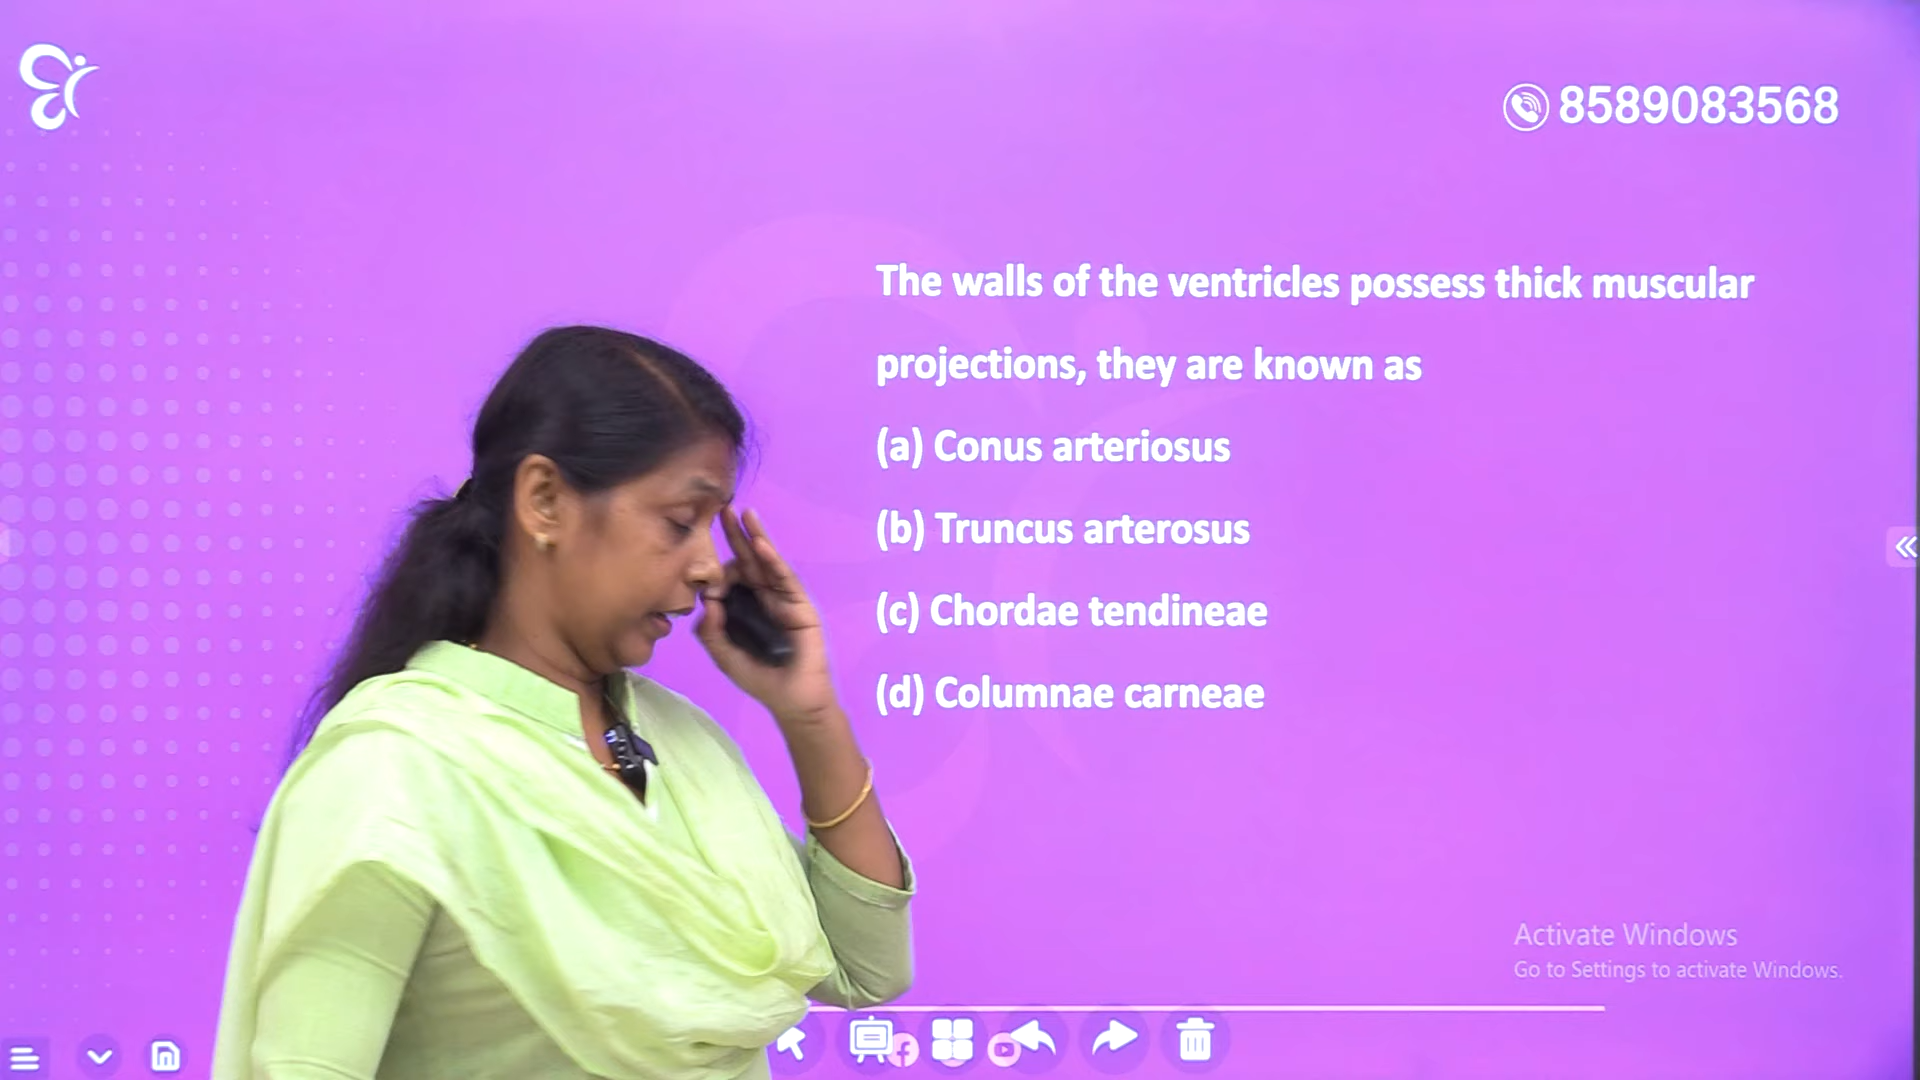 8589083568
The walls of the ventricles possess thick muscular
projections, they are known as
(a) Conus arteriosus
(b) Truncus arterosus
(c) Chordae tendineae
(d) Columnae carneae
Activate Windows
Go to Settings to activate Windows.